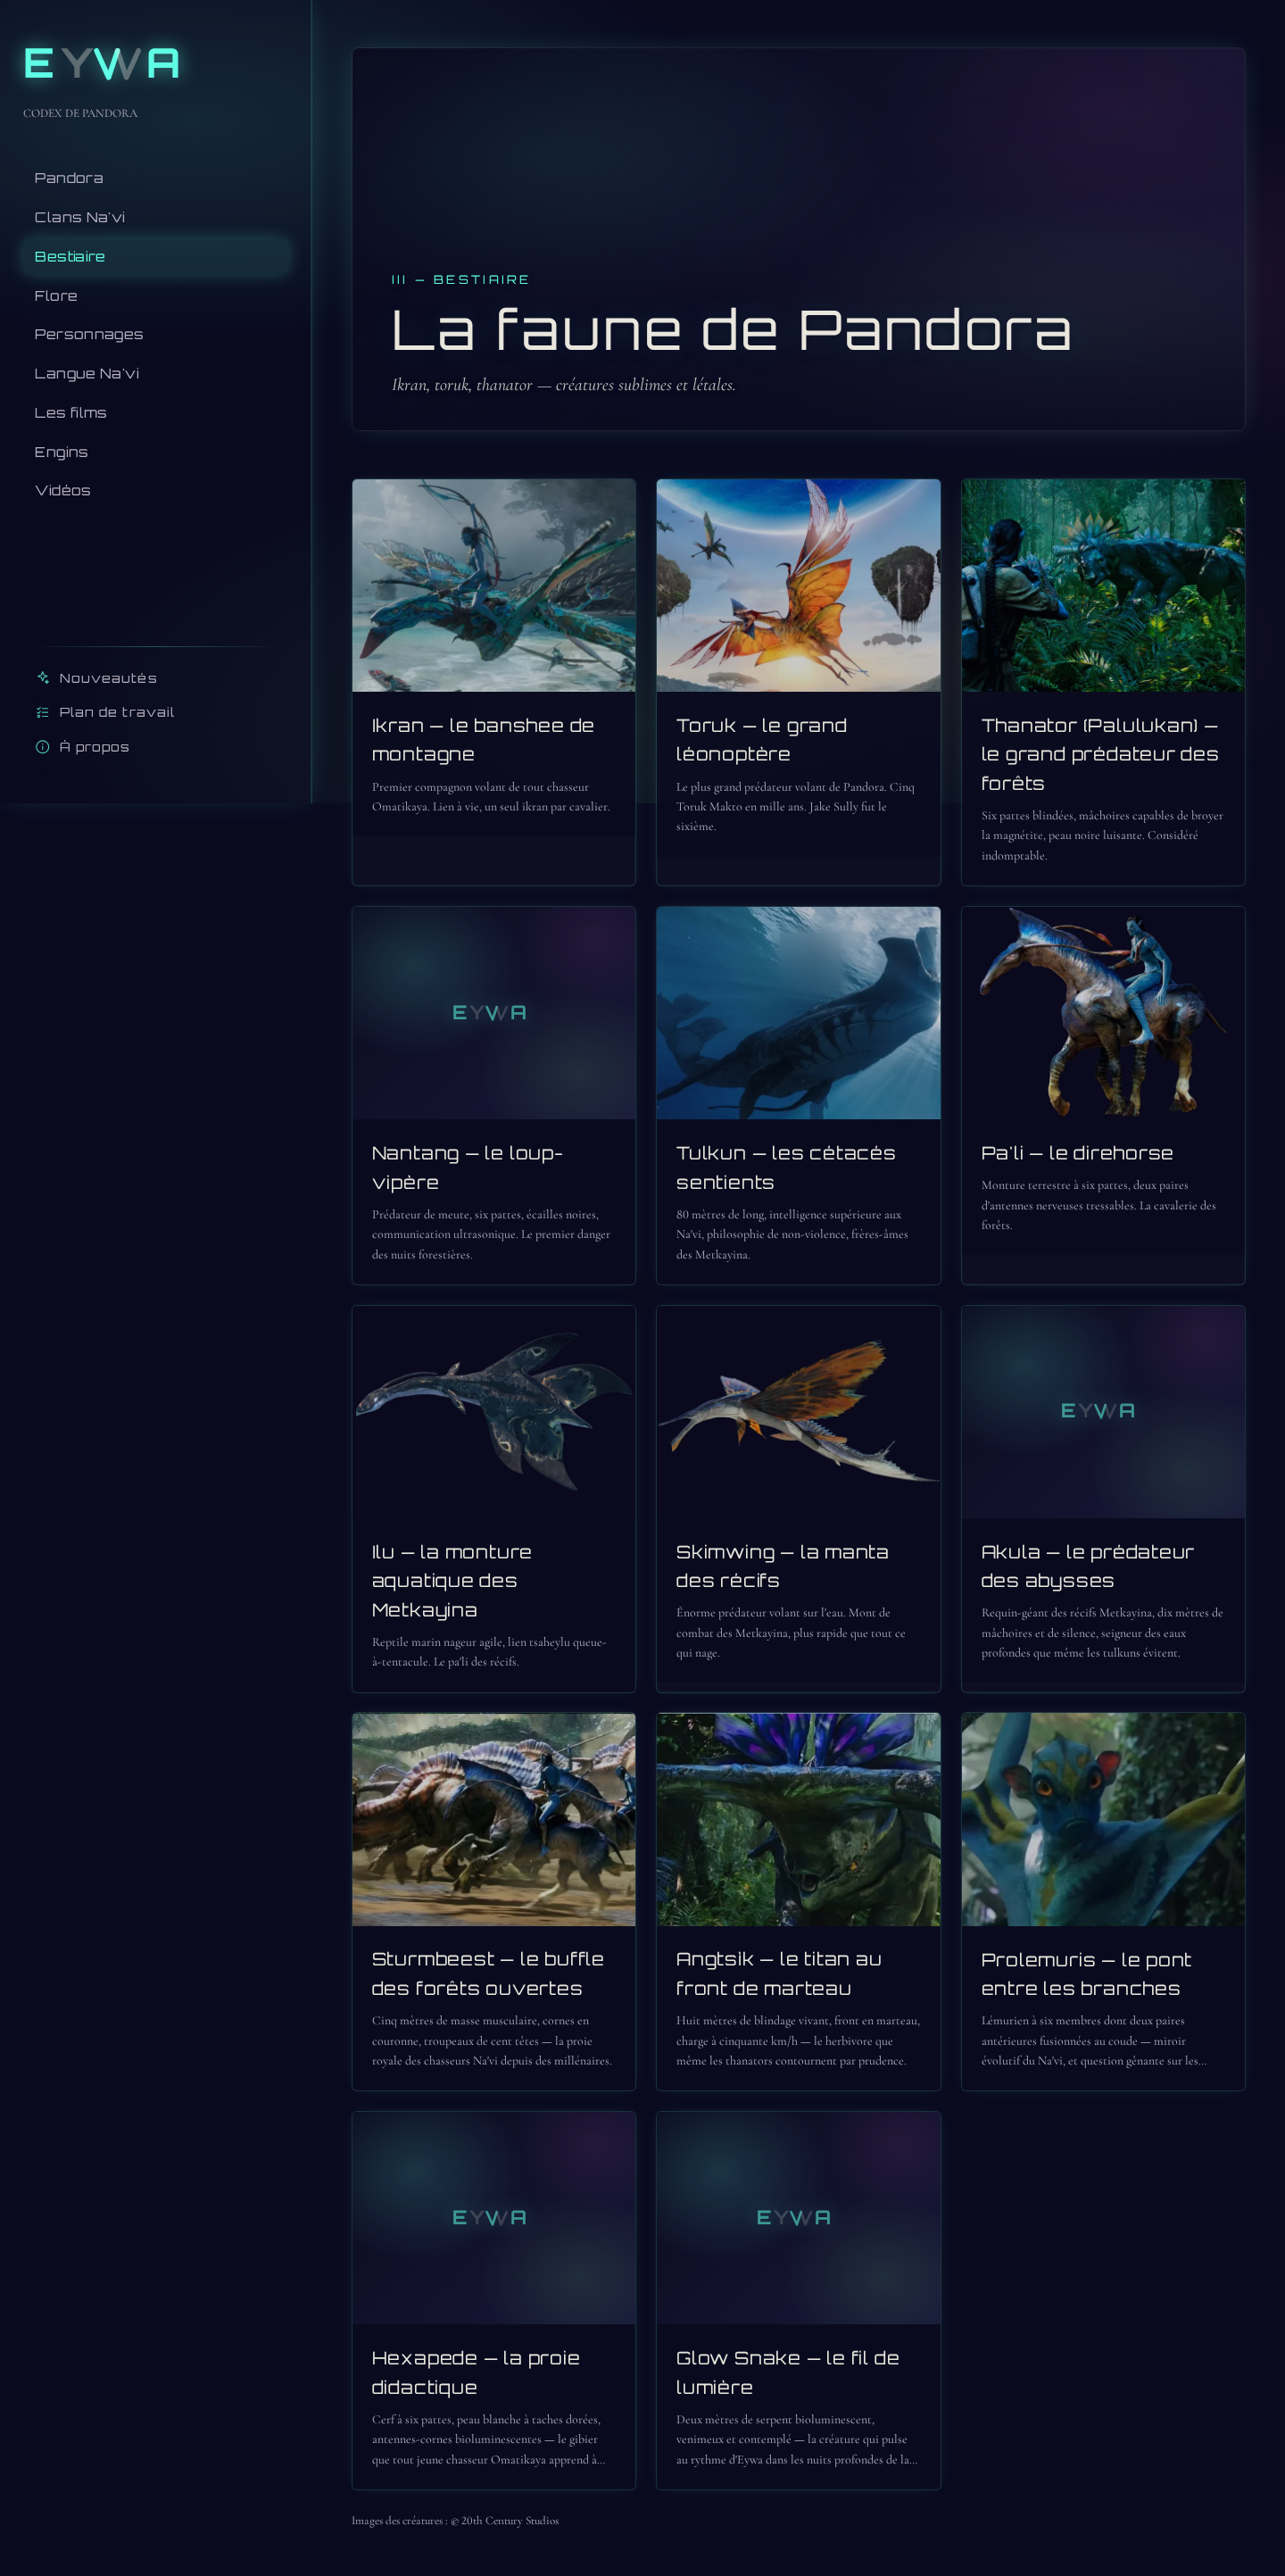 EYWA
CODEX DE PANDORA
Pandora
Clans Na'vi
Bestiaire
Flore
Personnages
Langue Na'vi
Les films
Engins
Vidéos
Nouveautés
Plan de travail
À propos
III — BESTIAIRE
La faune de Pandora
Ikran, toruk, thanator — créatures sublimes et létales.
Ikran — le banshee de
montagne
Premier compagnon volant de tout chasseur
Omatikaya. Lien à vie, un seul ikran par cavalier.
Toruk — le grand
léonoptère
Le plus grand prédateur volant de Pandora. Cinq
Toruk Makto en mille ans. Jake Sully fut le
sixième.
Thanator (Palulukan) —
le grand prédateur des
forêts
Six pattes blindées, mâchoires capables de broyer
la magnétite, peau noire luisante. Considéré
indomptable.
EYWA
Nantang — le loup-
vipère
Prédateur de meute, six pattes, écailles noires,
communication ultrasonique. Le premier danger
des nuits forestières.
Tulkun — les cétacés
sentients
80 mètres de long, intelligence supérieure aux
Na'vi, philosophie de non-violence, frères-âmes
des Metkayina.
Pa'li — le direhorse
Monture terrestre à six pattes, deux paires
d'antennes nerveuses tressables. La cavalerie des
forêts.
Ilu — la monture
aquatique des
Metkayina
Reptile marin nageur agile, lien tsaheylu queue-
à-tentacule. Le pa'li des récifs.
Skimwing — la manta
des récifs
Énorme prédateur volant sur l'eau. Mont de
combat des Metkayina, plus rapide que tout ce
qui nage.
EYWA
Akula — le prédateur
des abysses
Requin-géant des récifs Metkayina, dix mètres de
mâchoires et de silence, seigneur des eaux
profondes que même les tulkuns évitent.
Sturmbeest — le buffle
des forêts ouvertes
Cinq mètres de masse musculaire, cornes en
couronne, troupeaux de cent têtes — la proie
royale des chasseurs Na'vi depuis des millénaires.
Angtsìk — le titan au
front de marteau
Huit mètres de blindage vivant, front en marteau,
charge à cinquante km/h — le herbivore que
même les thanators contournent par prudence.
Prolemuris — le pont
entre les branches
Lémurien à six membres dont deux paires
antérieures fusionnées au coude — miroir
évolutif du Na'vi, et question gênante sur les…
EYWA
Hexapede — la proie
didactique
Cerf à six pattes, peau blanche à taches dorées,
antennes-cornes bioluminescentes — le gibier
que tout jeune chasseur Omatikaya apprend à…
EYWA
Glow Snake — le fil de
lumière
Deux mètres de serpent bioluminescent,
venimeux et contemplé — la créature qui pulse
au rythme d'Eywa dans les nuits profondes de la…
Images des créatures : © 20th Century Studios